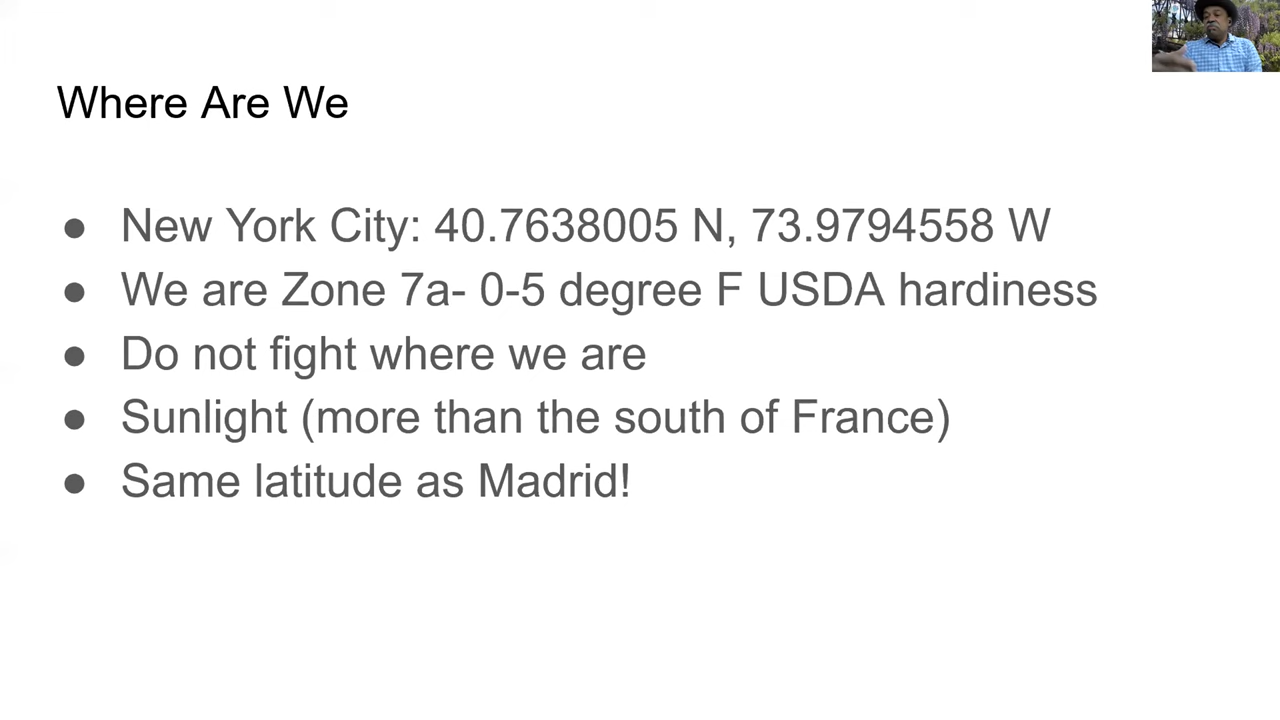 Where Are We
● New York City: 40.7638005 N, 73.9794558 W
● We are Zone 7a- 0-5 degree F USDA hardiness
● Do not fight where we are
● Sunlight (more than the south of France)
● Same latitude as Madrid!